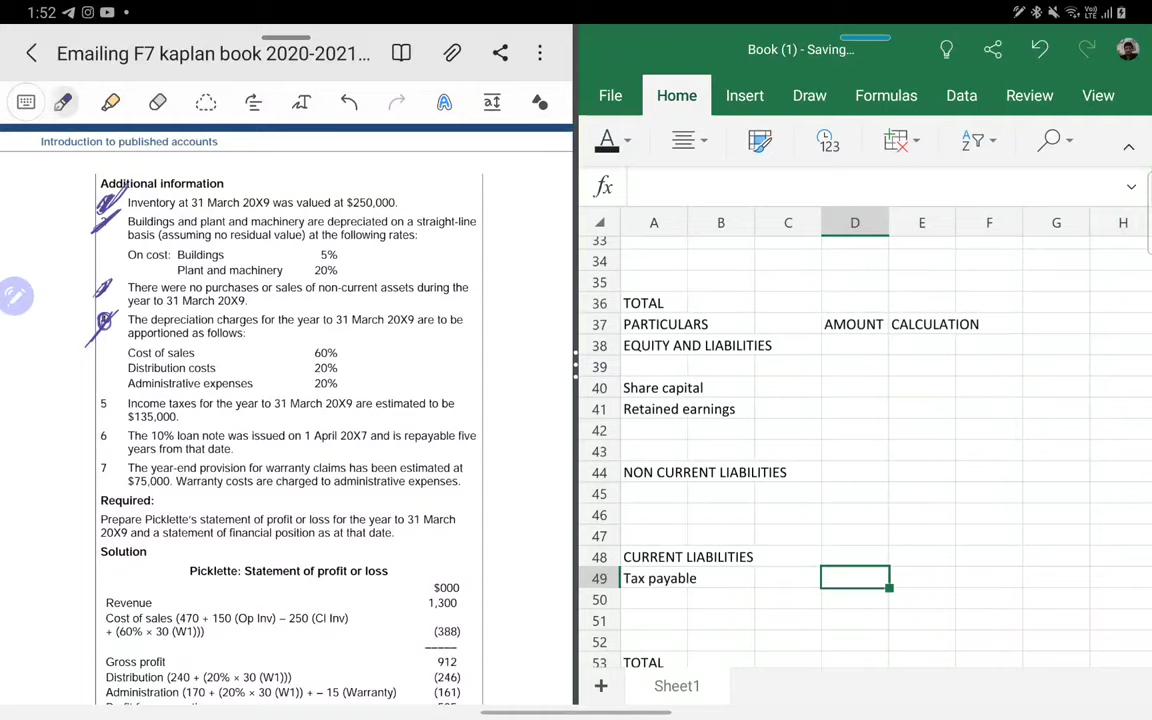 1:52
Emailing F7 kaplan book 2020-2021...
Introduction to published accounts
Additional information
Inventory at 31 March 20X9 was valued at $250,000.
Buildings and plant and machinery are depreciated on a straight-line
basis (assuming no residual value) at the following rates:
On cost: Buildings 5%
Plant and machinery 20%
There were no purchases or sales of non-current assets during the
year to 31 March 20X9.
The depreciation charges for the year to 31 March 20X9 are to be
apportioned as follows:
Cost of sales 60%
Distribution costs 20%
Administrative expenses 20%
5 Income taxes for the year to 31 March 20X9 are estimated to be
$135,000.
6 The 10% loan note was issued on 1 April 20X7 and is repayable five
years from that date.
7 The year-end provision for warranty claims has been estimated at
$75,000. Warranty costs are charged to administrative expenses.
Required:
Prepare Picklette's statement of profit or loss for the year to 31 March
20X9 and a statement of financial position as at that date.
Solution
Picklette: Statement of profit or loss
$000
Revenue 1,300
Cost of sales (470 + 150 (Op Inv) – 250 (Cl Inv)
+ (60% × 30 (W1))) (388)
Gross profit 912
Distribution (240 + (20% × 30 (W1))) (246)
Administration (170 + (20% × 30 (W1)) + – 15 (Warranty) (161)
Book (1) - Saving...
File Home Insert Draw Formulas Data Review View
A
123
fx
A B C D E F G H
33
34
35
36 TOTAL
37 PARTICULARS AMOUNT CALCULATION
38 EQUITY AND LIABILITIES
39
40 Share capital
41 Retained earnings
42
43
44 NON CURRENT LIABILITIES
45
46
47
48 CURRENT LIABILITIES
49 Tax payable
50
51
52
53 TOTAL
+ Sheet1